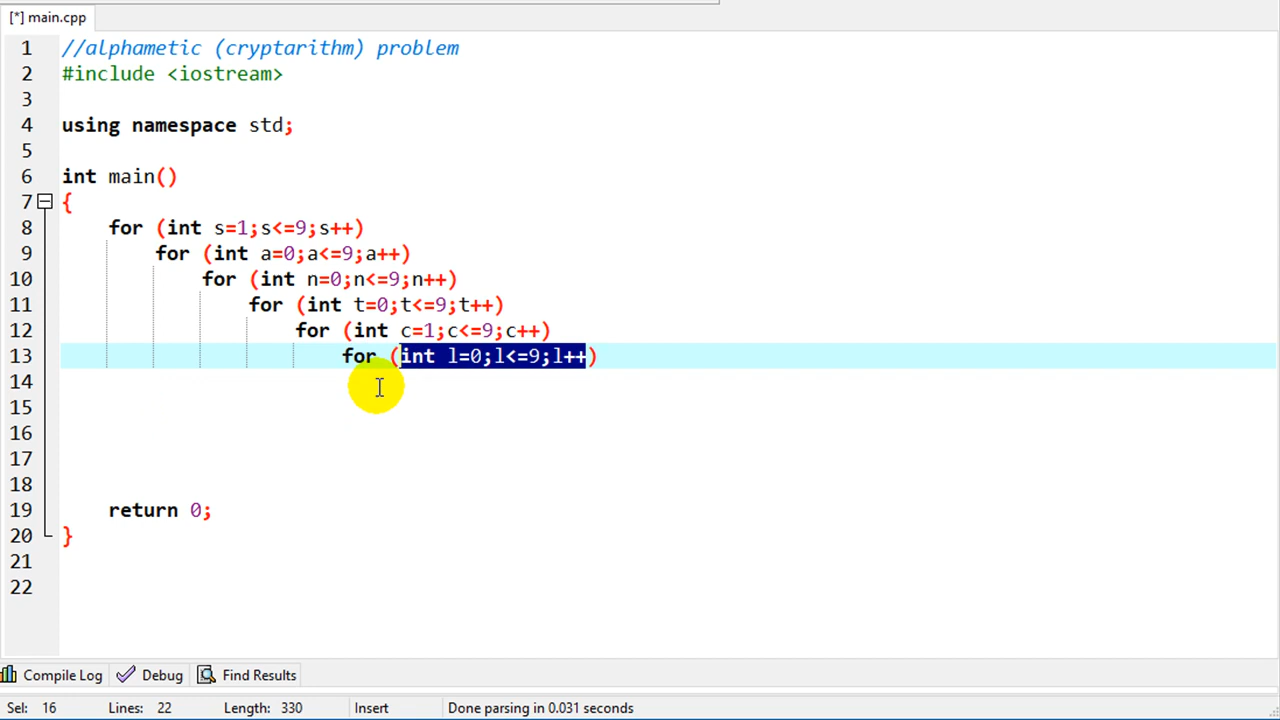 [*] main.cpp
1 //alphametic (cryptarithm) problem
2 #include <iostream>
3
4 using namespace std;
5
6 int main()
7 {
8 for (int s=1;s<=9;s++)
9 for (int a=0;a<=9;a++)
10 for (int n=0;n<=9;n++)
11 for (int t=0;t<=9;t++)
12 for (int c=1;c<=9;c++)
13 for (int l=0;l<=9;l++)
14
15
16
17
18
19 return 0;
20 }
21
22
Compile Log Debug Find Results
Sel: 16 Lines: 22 Length: 330 Insert Done parsing in 0.031 seconds